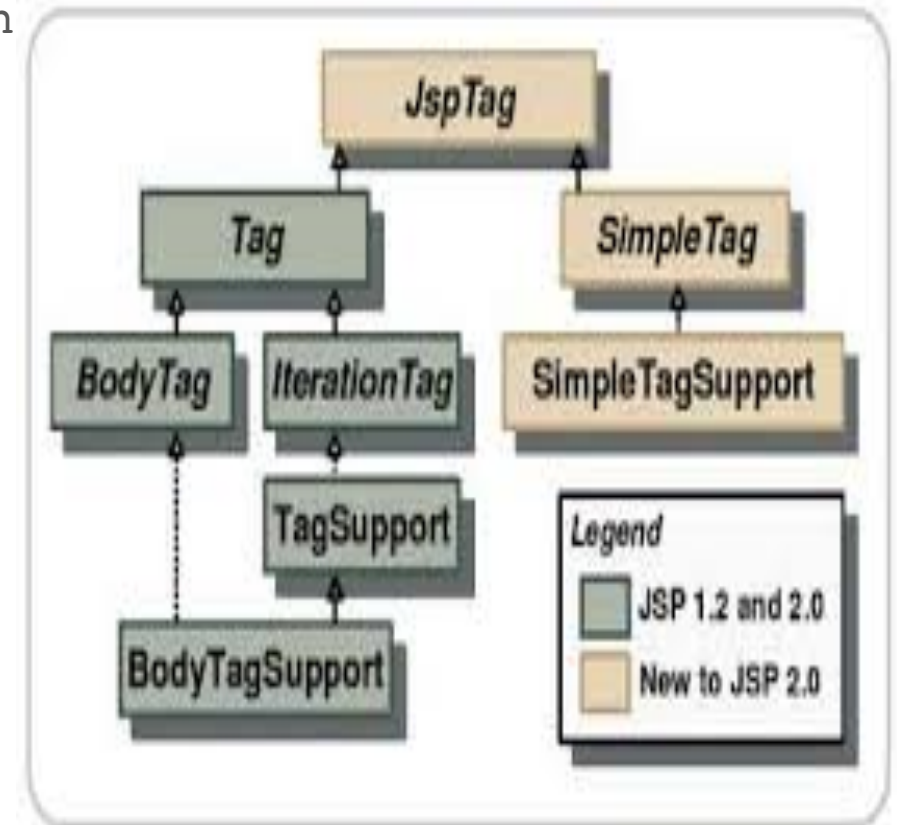 n
JspTag
Tag
SimpleTag
BodyTag
IterationTag
SimpleTagSupport
TagSupport
BodyTagSupport
Legend
JSP 1.2 and 2.0
New to JSP 2.0